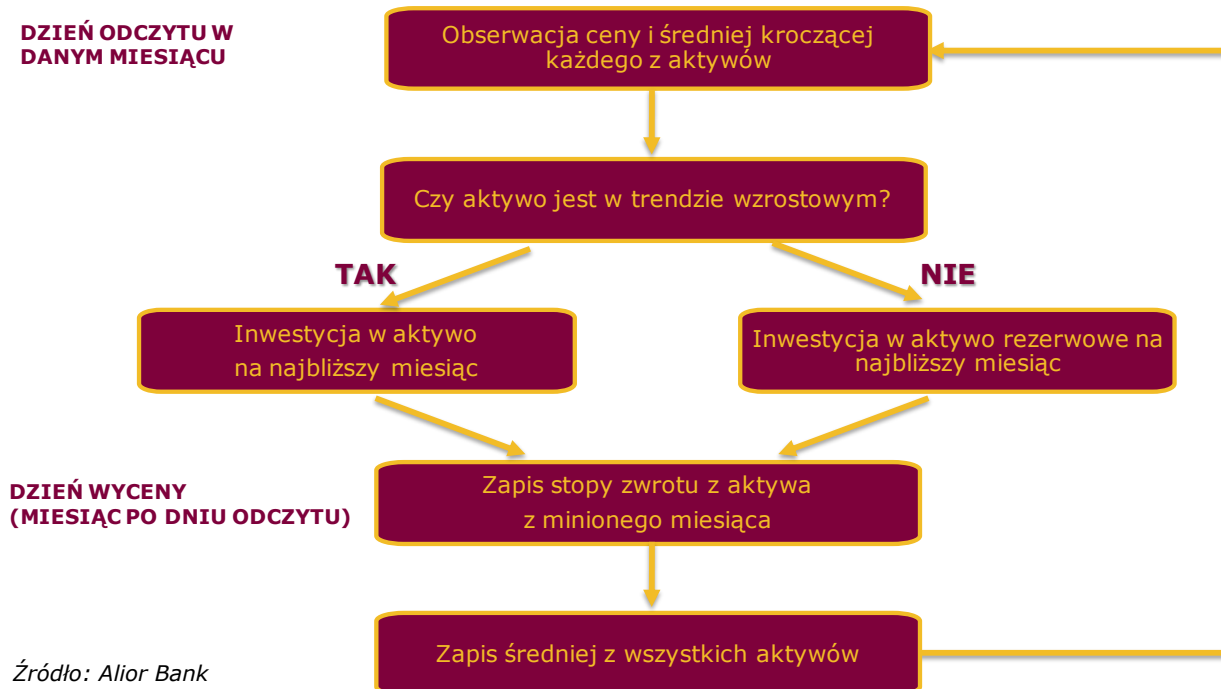 DZIEŃ ODCZYTU W
DANYM MIESIĄCU
Obserwacja ceny i średniej kroczącej
każdego z aktywów
Czy aktywo jest w trendzie wzrostowym?
TAK
NIE
Inwestycja w aktywo
na najbliższy miesiąc
Inwestycja w aktywo rezerwowe na
najbliższy miesiąc
DZIEŃ WYCENY
(MIESIĄC PO DNIU ODCZYTU)
Zapis stopy zwrotu z aktywa
z minionego miesiąca
Zapis średniej z wszystkich aktywów
Źródło: Alior Bank